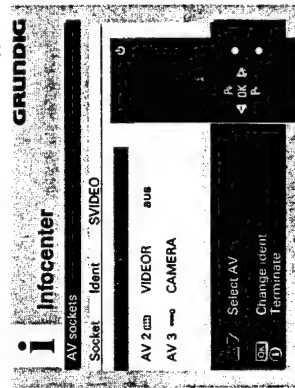 GRUNDIG
i Infocenter
AV sockets
Socket Ident SVIDEO
AV 2 VIDEOR aus
AV 3 CAMERA
Select AV
OK Change ident
i Terminate
P+
OK
P-